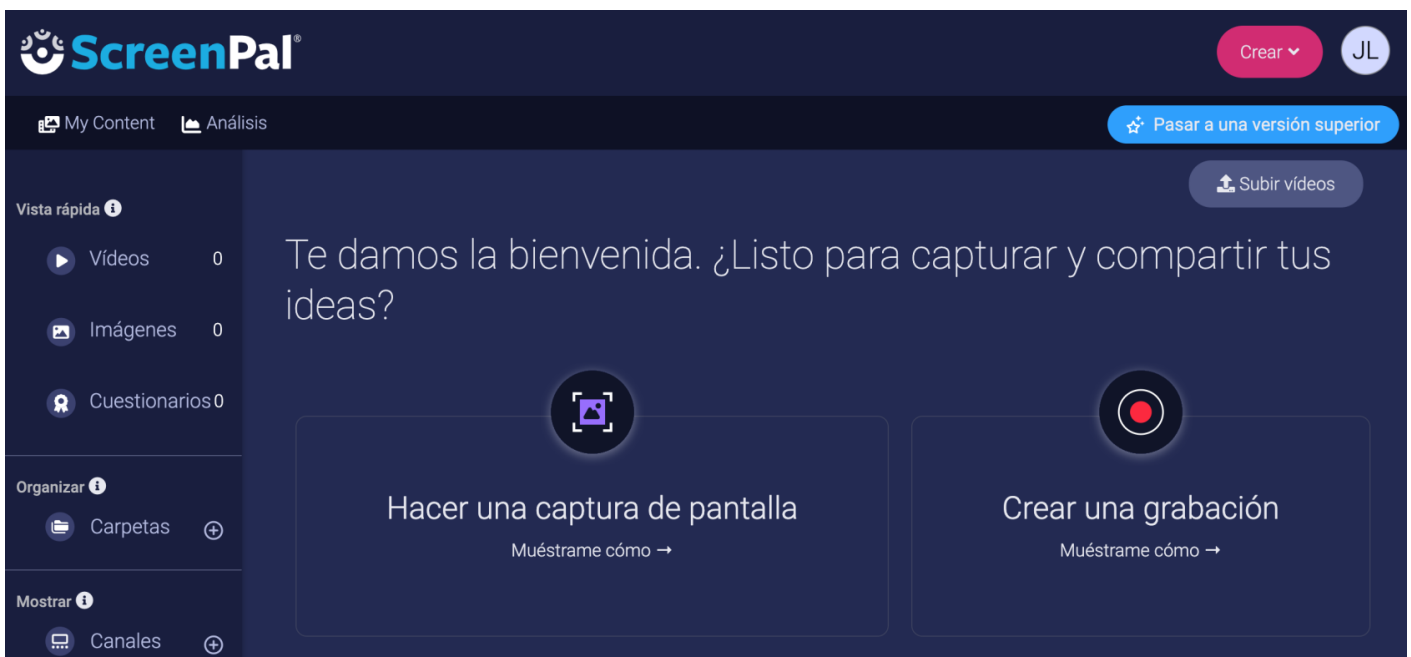 ScreenPal®
Crear
JL
My Content
Análisis
Pasar a una versión superior
Subir vídeos
Vista rápida
Vídeos 0
Imágenes 0
Cuestionarios 0
Organizar
Carpetas
Mostrar
Canales
Te damos la bienvenida. ¿Listo para capturar y compartir tus
ideas?
Hacer una captura de pantalla
Muéstrame cómo →
Crear una grabación
Muéstrame cómo →